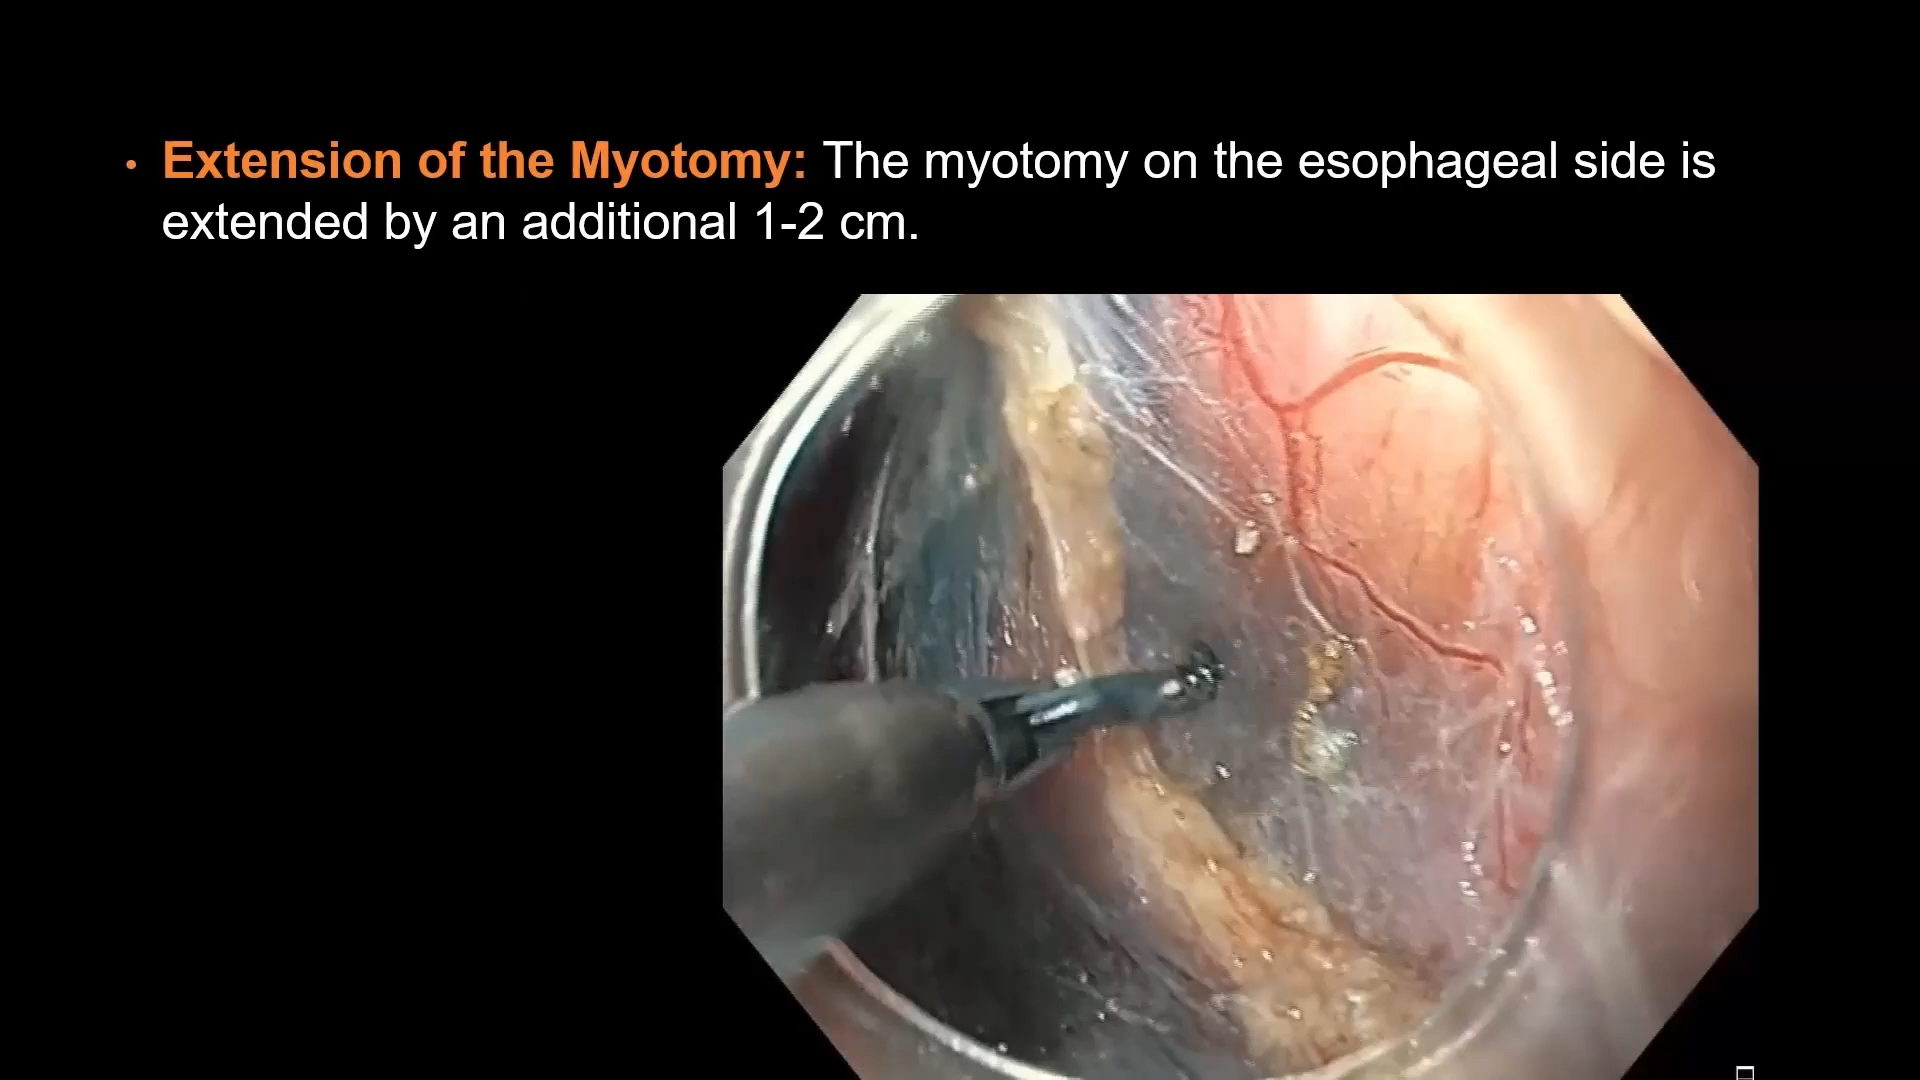 • Extension of the Myotomy: The myotomy on the esophageal side is
extended by an additional 1-2 cm.